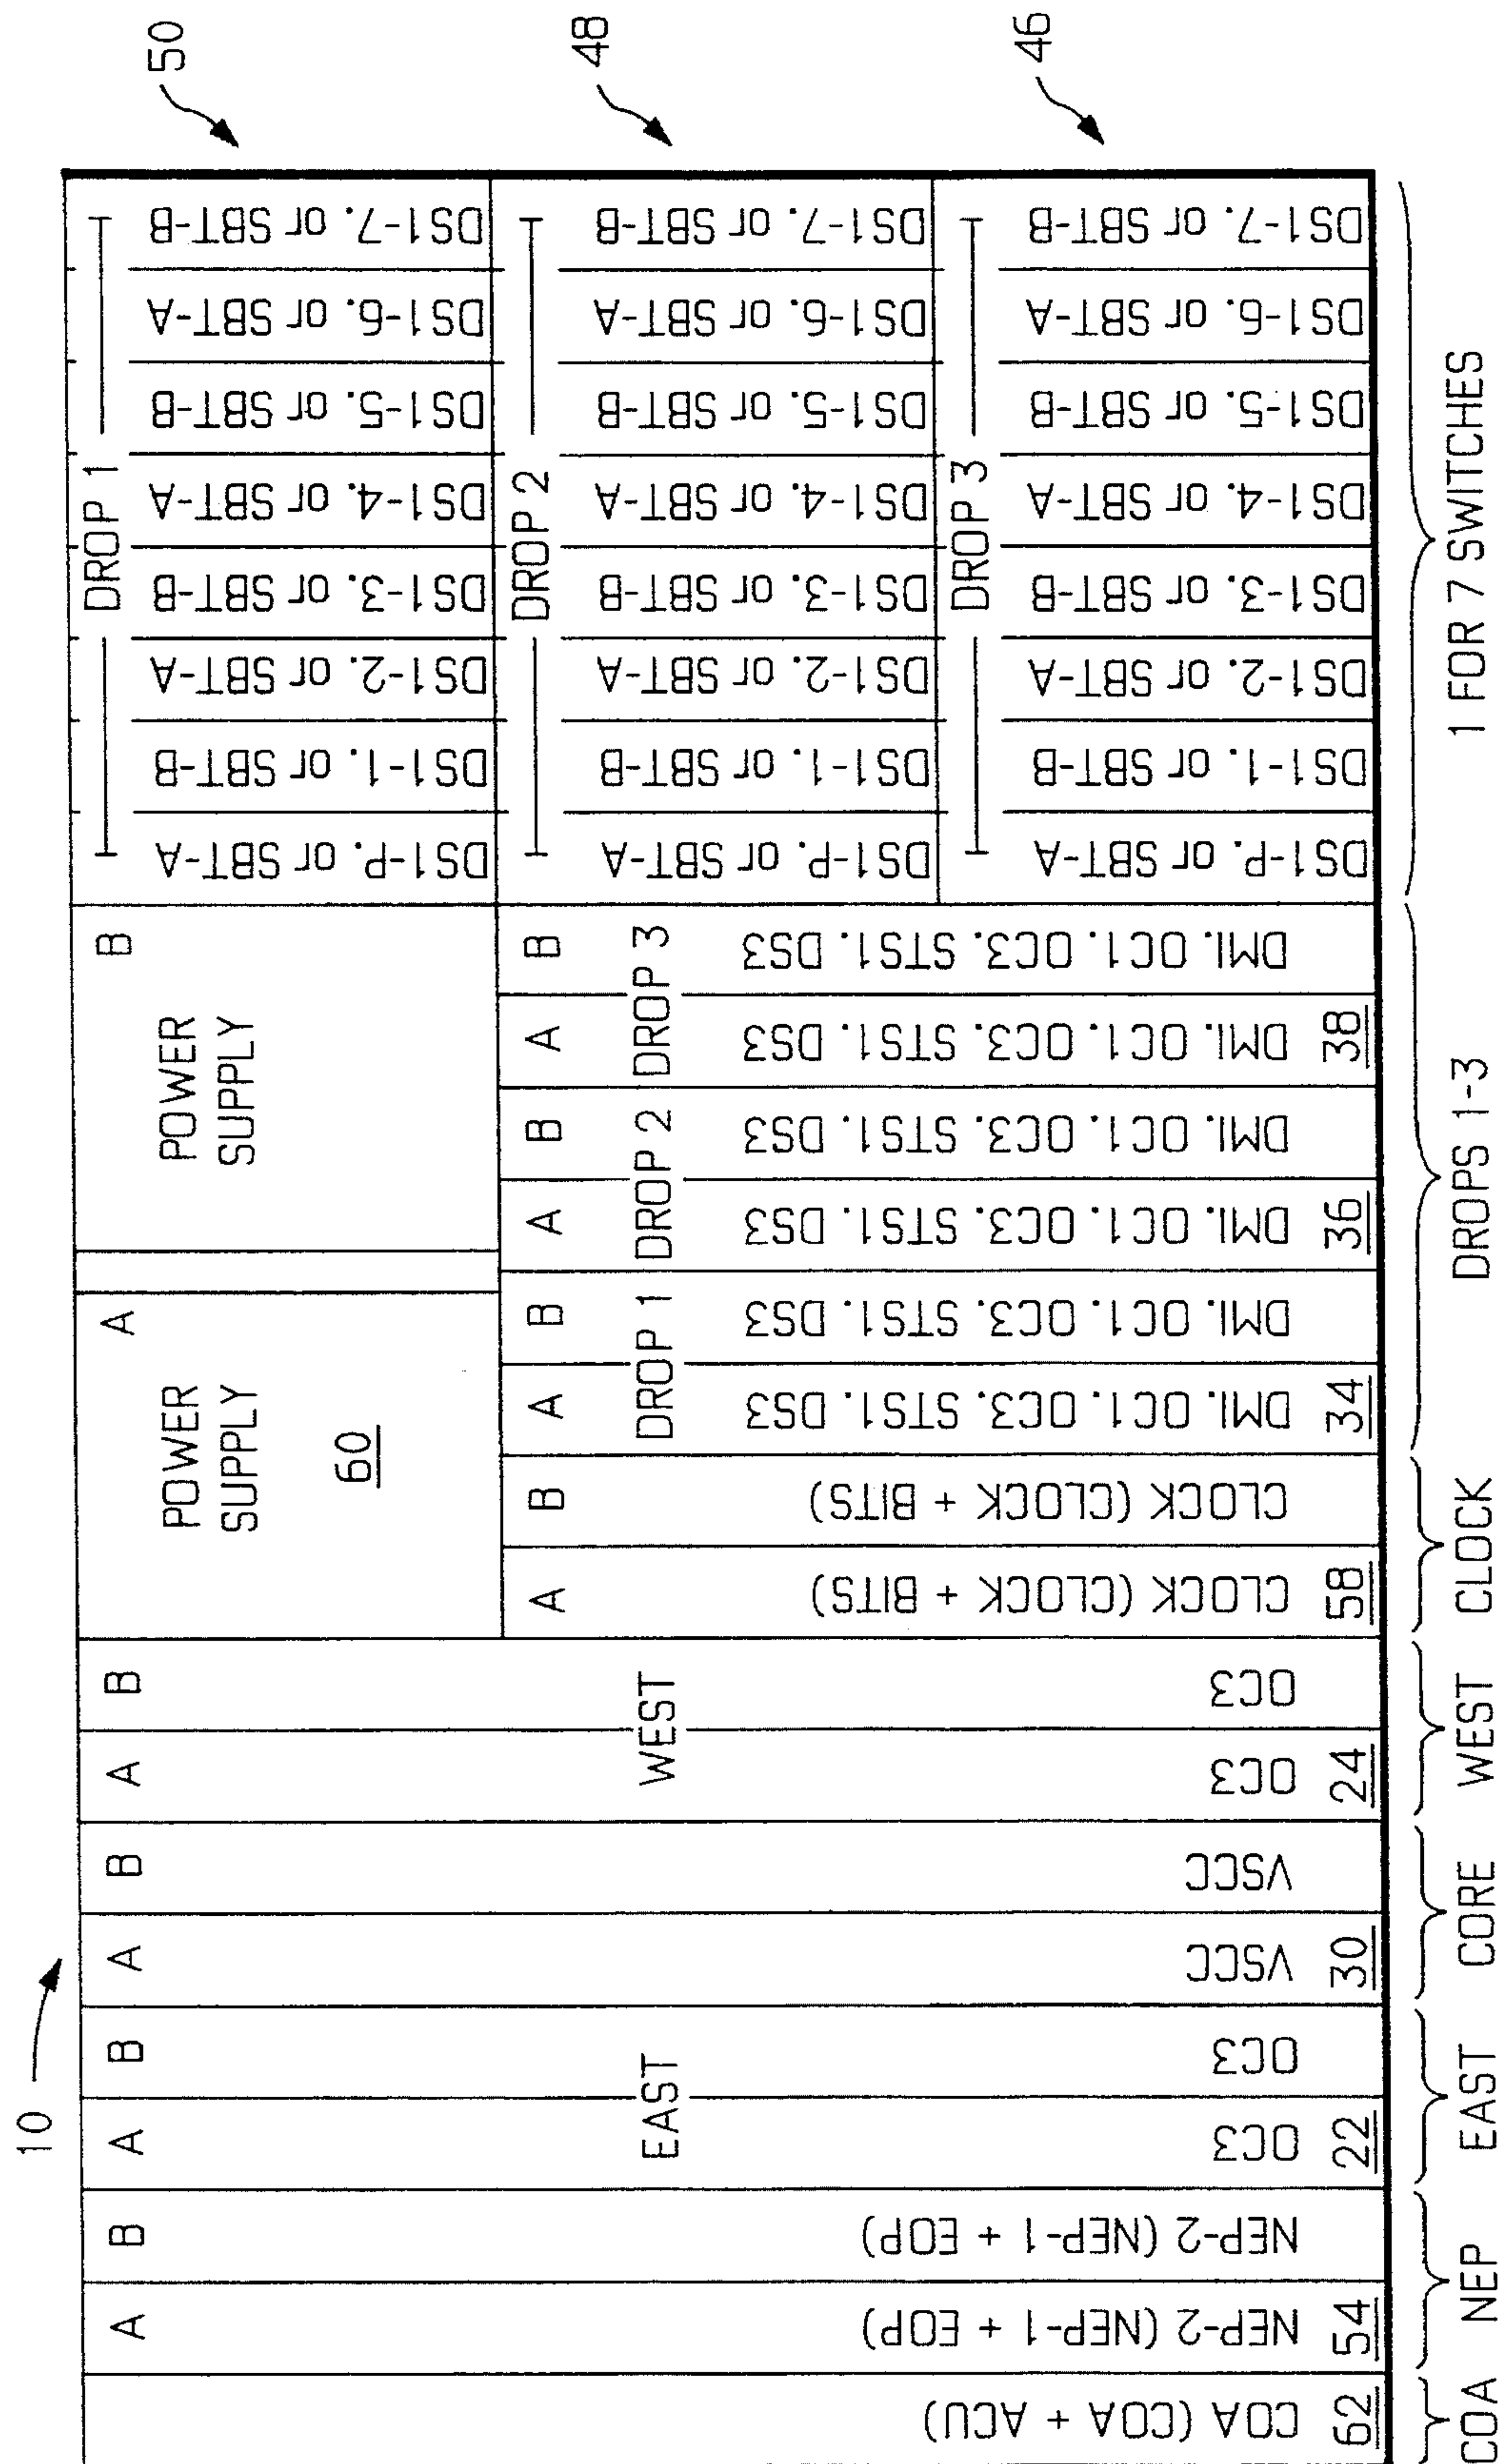 10
50
48
46
A
B
A
B
A
B
A
B
A
B
POWER
SUPPLY
60
POWER
SUPPLY
DROP 1
DROP 2
DROP 3
EAST
WEST
A
B
A
B
A
B
A
B
DROP 1
DROP 2
DROP 3
COA (COA + ACU)
NEP-2 (NEP-1 + EOP)
NEP-2 (NEP-1 + EOP)
OC3
OC3
VSCC
VSCC
OC3
OC3
CLOCK (CLOCK + BITS)
CLOCK (CLOCK + BITS)
DMI. OC1. OC3. STS1. DS3
DMI. OC1. OC3. STS1. DS3
DMI. OC1. OC3. STS1. DS3
DMI. OC1. OC3. STS1. DS3
DMI. OC1. OC3. STS1. DS3
DMI. OC1. OC3. STS1. DS3
DS1-P. or SBT-A
DS1-1. or SBT-B
DS1-2. or SBT-A
DS1-3. or SBT-B
DS1-4. or SBT-A
DS1-5. or SBT-B
DS1-6. or SBT-A
DS1-7. or SBT-B
DS1-P. or SBT-A
DS1-1. or SBT-B
DS1-2. or SBT-A
DS1-3. or SBT-B
DS1-4. or SBT-A
DS1-5. or SBT-B
DS1-6. or SBT-A
DS1-7. or SBT-B
DS1-P. or SBT-A
DS1-1. or SBT-B
DS1-2. or SBT-A
DS1-3. or SBT-B
DS1-4. or SBT-A
DS1-5. or SBT-B
DS1-6. or SBT-A
DS1-7. or SBT-B
62
54
22
30
24
58
34
36
38
COA
NEP
EAST
CORE
WEST
CLOCK
DROPS 1-3
1 FOR 7 SWITCHES